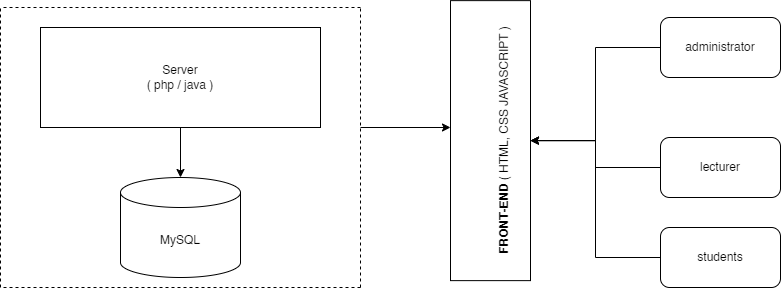 Server
( php / java )
MySQL
FRONT-END ( HTML, CSS JAVASCRIPT )
administrator
lecturer
students